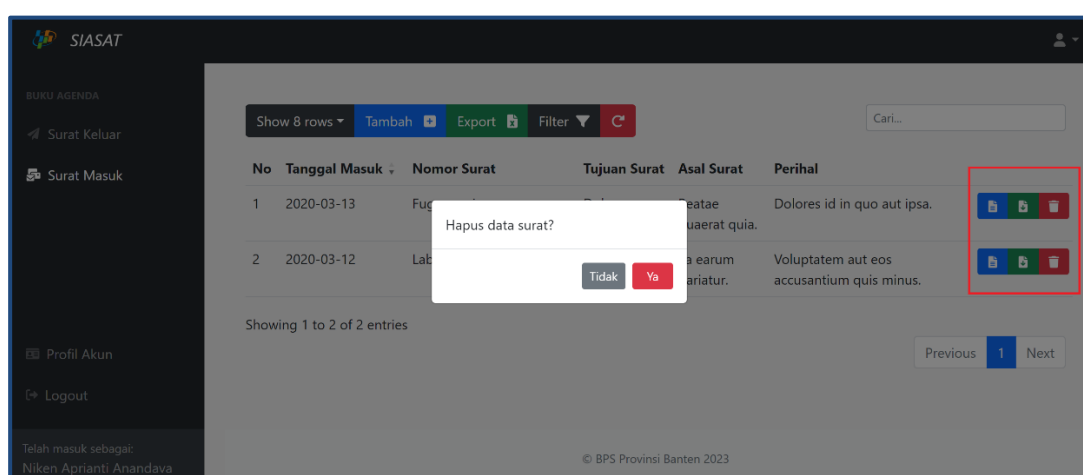 SIASAT
BUKU AGENDA
Surat Keluar
Surat Masuk
Profil Akun
Logout
Telah masuk sebagai:
Niken Aprianti Anandava
Show 8 rows Tambah Export Filter
Cari...
No Tanggal Masuk Nomor Surat Tujuan Surat Asal Surat Perihal
1 2020-03-13 Dolores id in quo aut ipsa.
2 2020-03-12 Voluptatem aut eos
accusantium quis minus.
Hapus data surat?
Tidak Ya
Showing 1 to 2 of 2 entries
Previous 1 Next
© BPS Provinsi Banten 2023